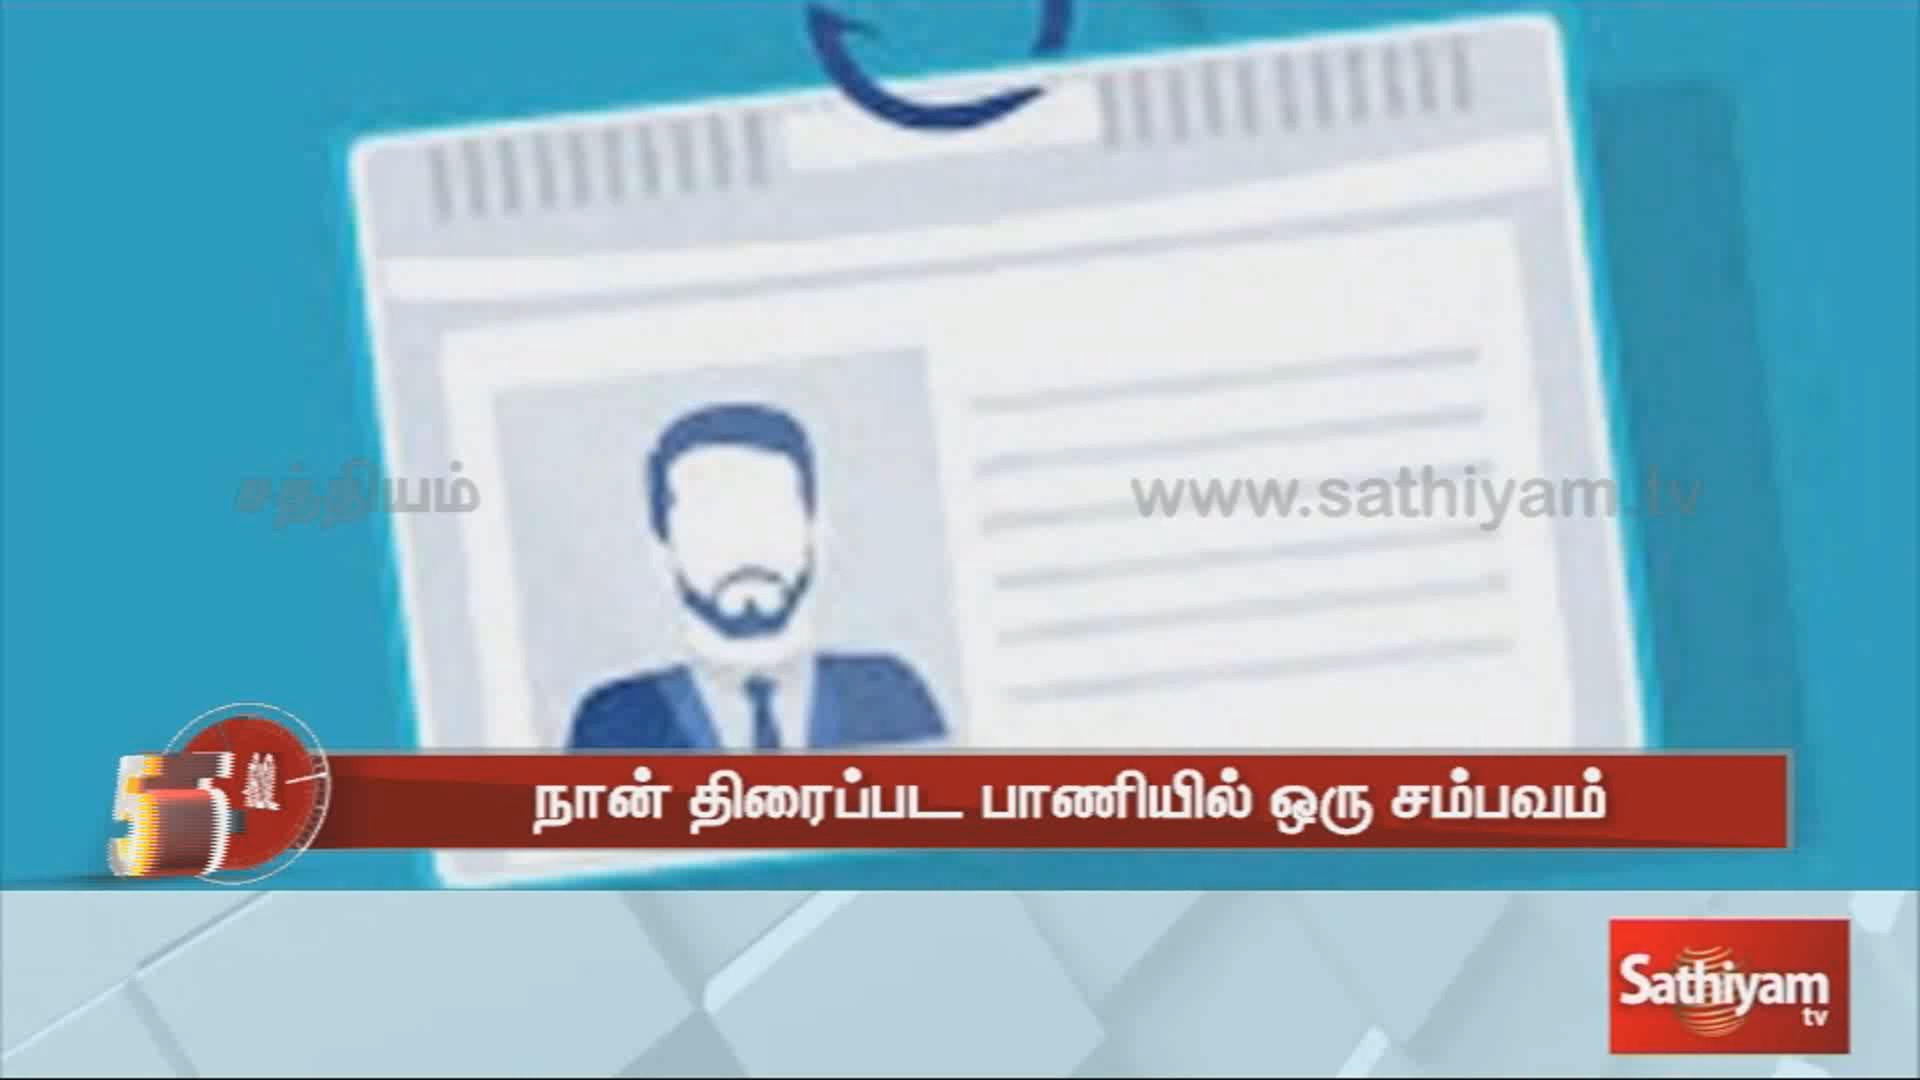 சத்தியம்
www.sathiyam.tv
நான் திரைப்பட பாணியில் ஒரு சம்பவம்
Sathiyam
tv